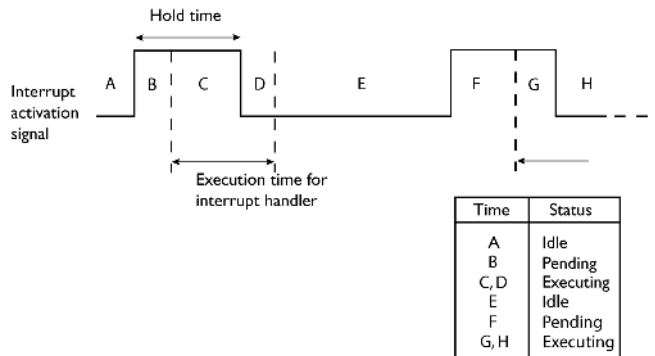 Hold time
A
B
C
D
E
F
G
H
Interrupt
activation
signal
Execution time for
interrupt handler
Time Status
A Idle
B Pending
C, D Executing
E Idle
F Pending
G, H Executing